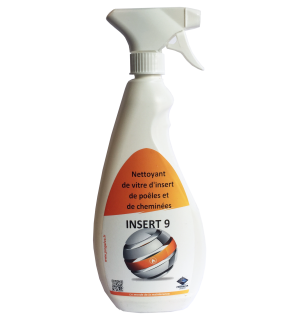 Nettoyant
de vitre d'insert
de poêles et
de cheminées
INSERT 9